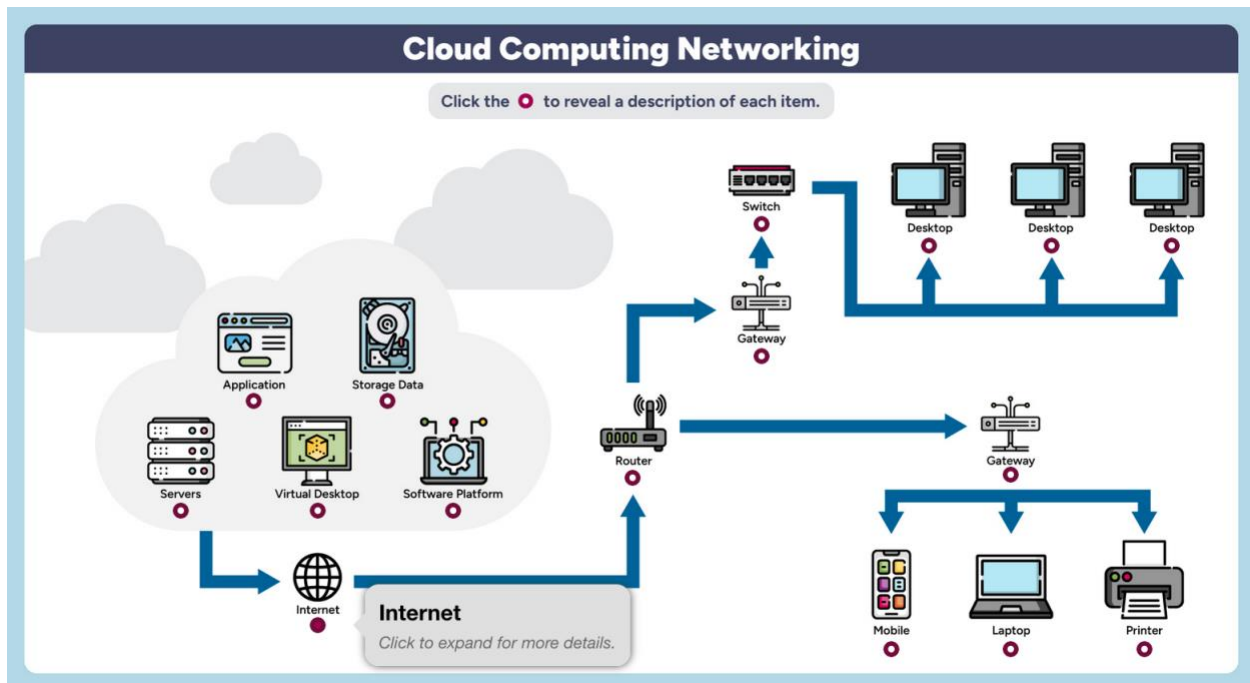 Cloud Computing Networking
Click the to reveal a description of each item.
Switch
Desktop
Desktop
Desktop
Gateway
Application
Storage Data
Router
Gateway
Servers
Virtual Desktop
Software Platform
Internet
Internet
Click to expand for more details.
Mobile
Laptop
Printer